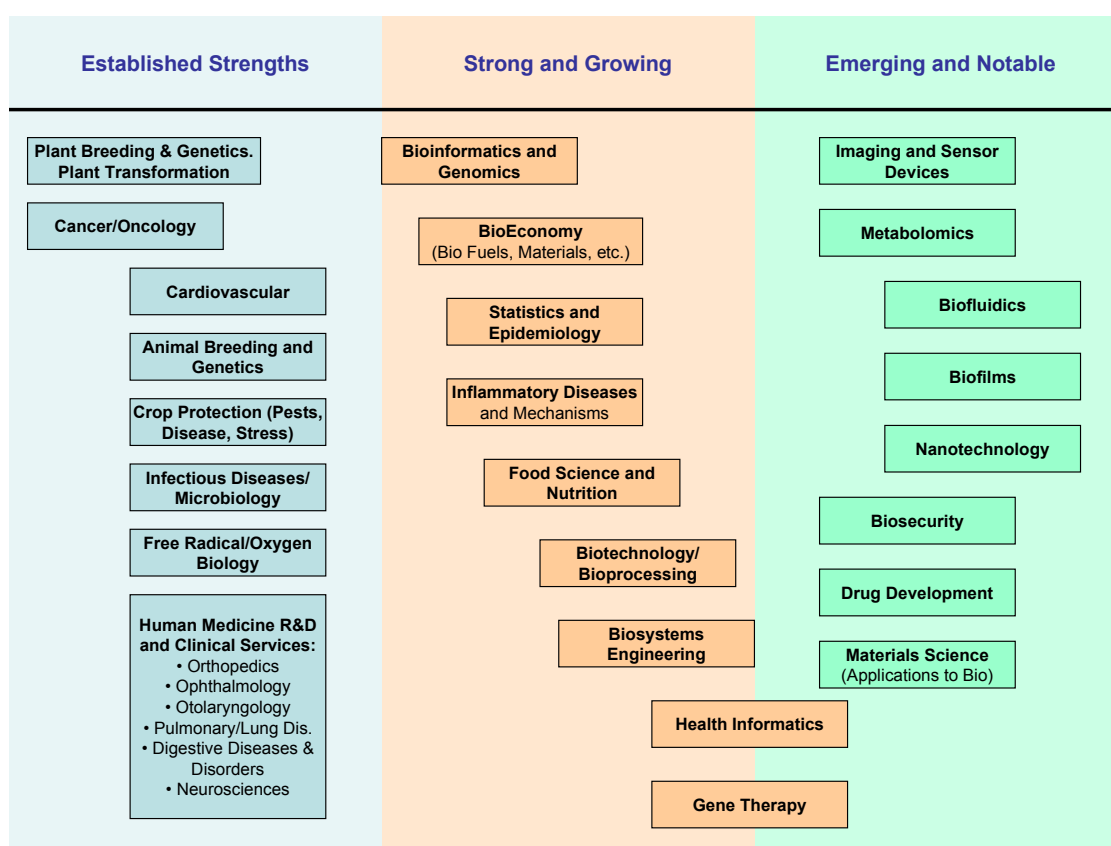 Established Strengths
Strong and Growing
Emerging and Notable
Plant Breeding & Genetics.
Plant Transformation
Cancer/Oncology
Cardiovascular
Animal Breeding and
Genetics
Crop Protection (Pests,
Disease, Stress)
Infectious Diseases/
Microbiology
Free Radical/Oxygen
Biology
Human Medicine R&D
and Clinical Services:
• Orthopedics
• Ophthalmology
• Otolaryngology
• Pulmonary/Lung Dis.
• Digestive Diseases &
Disorders
• Neurosciences
Bioinformatics and
Genomics
BioEconomy
(Bio Fuels, Materials, etc.)
Statistics and
Epidemiology
Inflammatory Diseases
and Mechanisms
Food Science and
Nutrition
Biotechnology/
Bioprocessing
Biosystems
Engineering
Health Informatics
Gene Therapy
Imaging and Sensor
Devices
Metabolomics
Biofluidics
Biofilms
Nanotechnology
Biosecurity
Drug Development
Materials Science
(Applications to Bio)